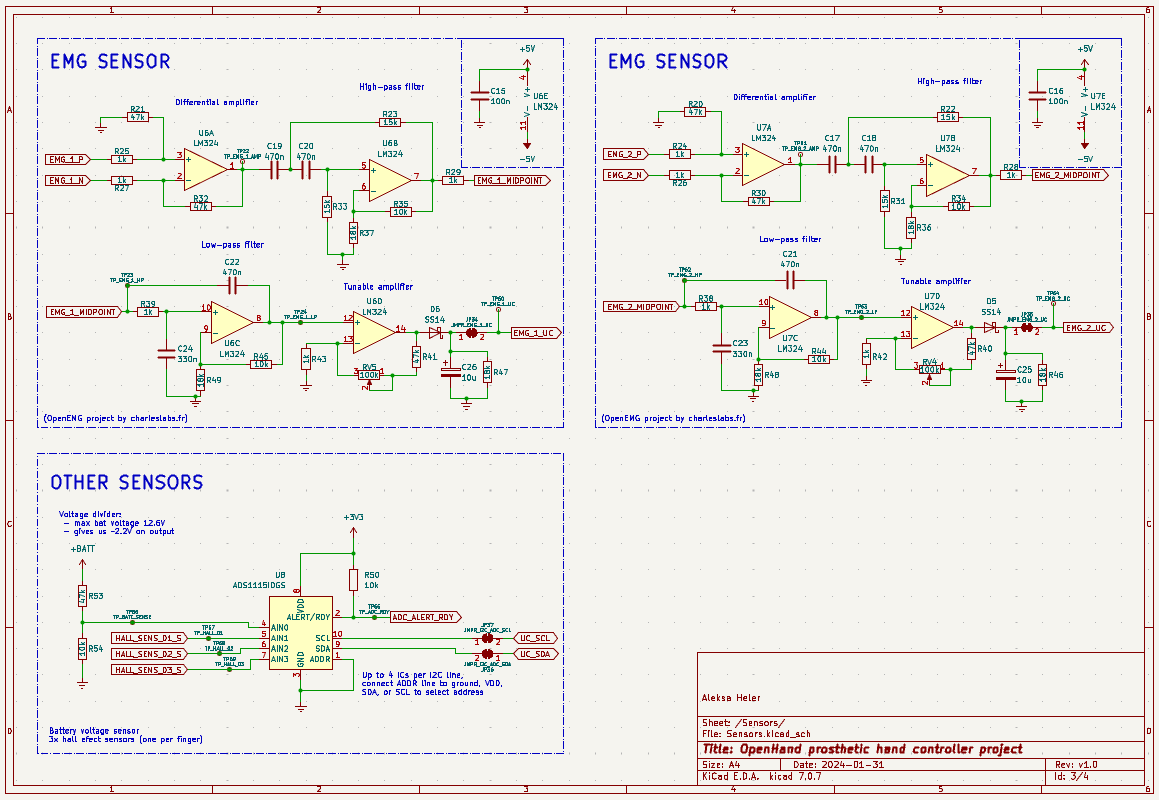 1
2
3
4
5
6
A
B
C
D
EMG SENSOR
Differential amplifier
High-pass filter
+5V
C15
100n
U6E
LM324
4
V+
V-
11
-5V
R21
47k
R23
15k
EMG_1_P
R25
1k
EMG_1_N
1k
R27
U6A
LM324
3
2
1
TP22
TP_EMG_1_AMP
C19
470n
C20
470n
R32
47k
R33
15k
U6B
LM324
5
6
7
R29
1k
EMG_1_MIDPOINT
R35
10k
R37
18k
Low-pass filter
C22
470n
TP23
TP_EMG_1_HP
EMG_1_MIDPOINT
R39
1k
10
9
8
U6C
LM324
C24
330n
R45
10k
R49
18k
TP24
TP_EMG_1_LP
Tunable amplifier
U6D
LM324
12
13
14
R43
1k
R41
47k
RV5
100k
D6
SS14
1
2
TP60
TP_EMG_1_UC
EMG_1_UC
C26
10u
R47
18k
(OpenEMG project by charleslabs.fr)
EMG SENSOR
Differential amplifier
High-pass filter
+5V
C16
100n
U7E
LM324
4
V+
V-
11
-5V
R20
47k
R22
15k
EMG_2_P
R24
1k
EMG_2_N
1k
R26
U7A
LM324
3
2
1
TP_EMG_2_AMP
C17
470n
C18
470n
R30
47k
R31
15k
U7B
LM324
5
6
7
R28
1k
EMG_2_MIDPOINT
R34
10k
R36
18k
Low-pass filter
C21
470n
TP62
TP_EMG_2_HP
EMG_2_MIDPOINT
R38
1k
10
9
8
U7C
LM324
C23
330n
R44
10k
R48
18k
TP63
TP_EMG_2_LP
Tunable amplifier
U7D
LM324
12
13
14
R42
1k
R40
47k
RV4
100k
D5
SS14
1
2
TP64
TP_EMG_2_UC
EMG_2_UC
C25
10u
R46
18k
(OpenEMG project by charleslabs.fr)
OTHER SENSORS
Voltage divider:
- max bat voltage 12.6V
- gives us ~2.2V on output
+BATT
R53
47k
R54
10k
TP_BATT_SENSE
HALL_SENS_D1_S
HALL_SENS_D2_S
HALL_SENS_D3_S
TP67
TP_HALL_D1
TP68
TP_HALL_D2
TP69
TP_HALL_D3
+3V3
R50
10k
U8
ADS1115IDGS
8
VDD
ALERT/RDY
2
AIN0
4
AIN1
5
AIN2
6
AIN3
7
SCL
10
SDA
9
ADDR
1
GND
3
TP66
TP_ADC_RDY
ADC_ALERT_RDY
JP37
JMPR_I2C_ADC_SCL
1
2
UC_SCL
2
1
JMPR_I2C_ADC_SDA
JP36
UC_SDA
Up to 4 ICs per I2C line,
connect ADDR line to ground, VDD,
SDA, or SCL to select address
Battery voltage sensor
3x hall efect sensors (one per finger)
Aleksa Heler
Sheet: /Sensors/
File: Sensors.kicad_sch
Title: OpenHand prosthetic hand controller project
Size: A4
Date: 2024-01-31
Rev: v1.0
KiCad E.D.A. kicad 7.0.7
Id: 3/4